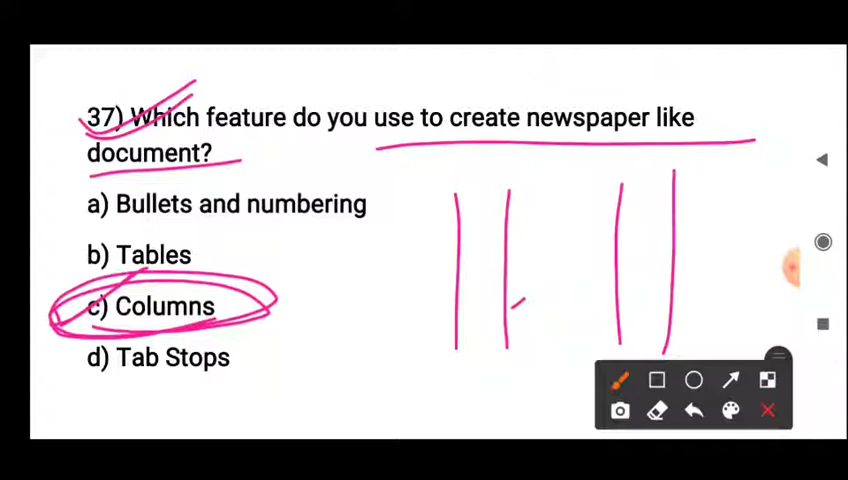 37) Which feature do you use to create newspaper like
document?
a) Bullets and numbering
b) Tables
c) Columns
d) Tab Stops